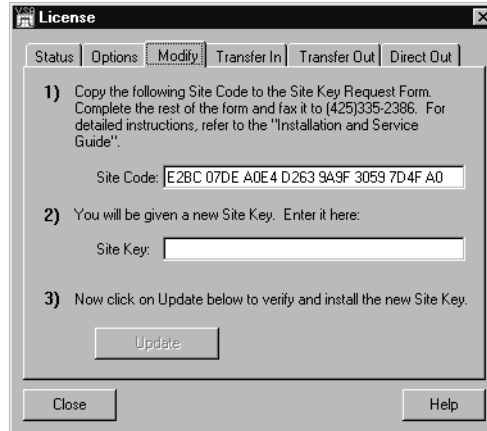 VSA License
Status Options Modify Transfer In Transfer Out Direct Out
1) Copy the following Site Code to the Site Key Request Form.
Complete the rest of the form and fax it to (425)335-2386. For
detailed instructions, refer to the "Installation and Service
Guide".
Site Code: E2BC 07DE A0E4 D263 9A9F 3059 7D4F A0
2) You will be given a new Site Key. Enter it here:
Site Key:
3) Now click on Update below to verify and install the new Site Key.
Update
Close Help